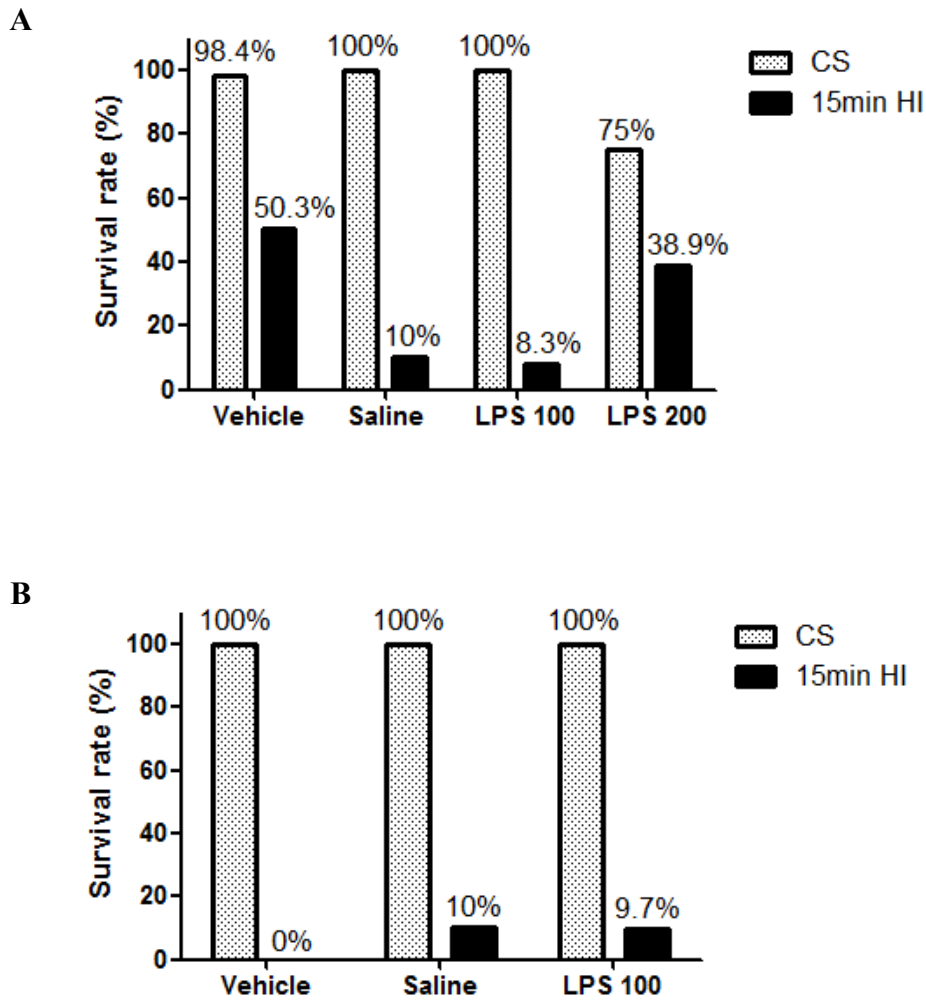 A
Survival rate (%)
100
80
60
40
20
0
98.4%
50.3%
100%
10%
100%
8.3%
75%
38.9%
Vehicle
Saline
LPS 100
LPS 200
CS
15min HI
B
Survival rate (%)
100
80
60
40
20
0
100%
0%
100%
10%
100%
9.7%
Vehicle
Saline
LPS 100
CS
15min HI